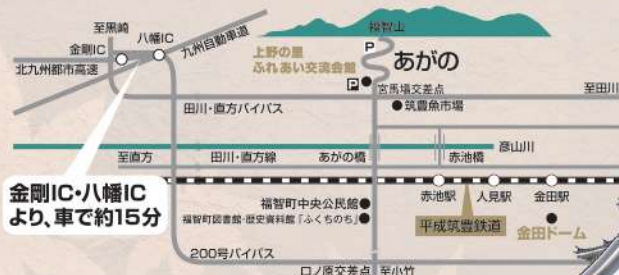 至黒崎
八幡IC
九州自動車道
金剛IC
北九州都市高速
福智山
P
上野の里
ふれあい交流会館
あがの
P
宮馬場交差点
至田川
筑豊魚市場
田川・直方バイパス
彦山川
至直方
田川・直方線
あがの橋
赤池橋
金剛IC・八幡IC
より、車で約15分
赤池駅
人見駅
金田駅
福智町中央公民館
福智町図書館・歴史資料館「ふくちのち」
平成筑豊鉄道
金田ドーム
200号バイパス
口ノ原交差点
至小竹